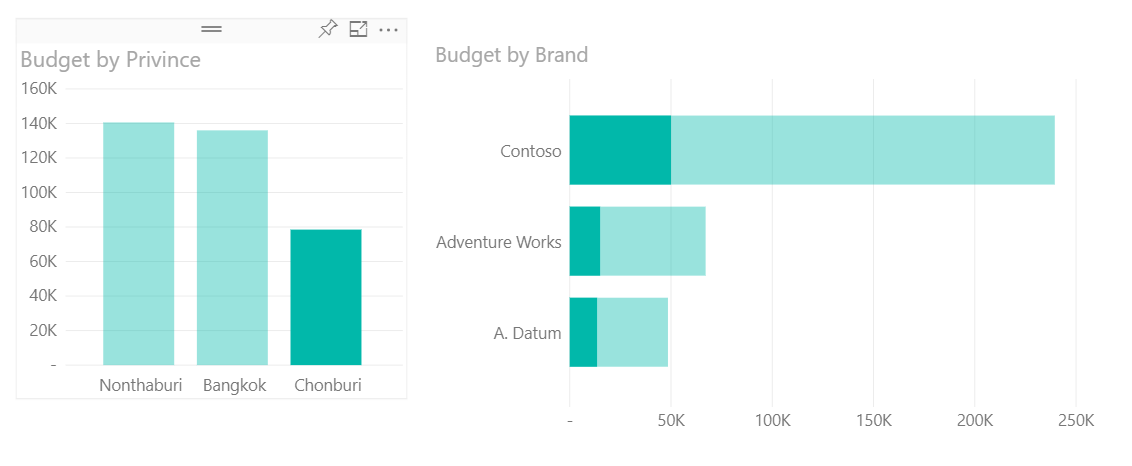 Budget by Privince
160K
140K
120K
100K
80K
60K
40K
20K
-
Nonthaburi Bangkok Chonburi
Budget by Brand
Contoso
Adventure Works
A. Datum
- 50K 100K 150K 200K 250K